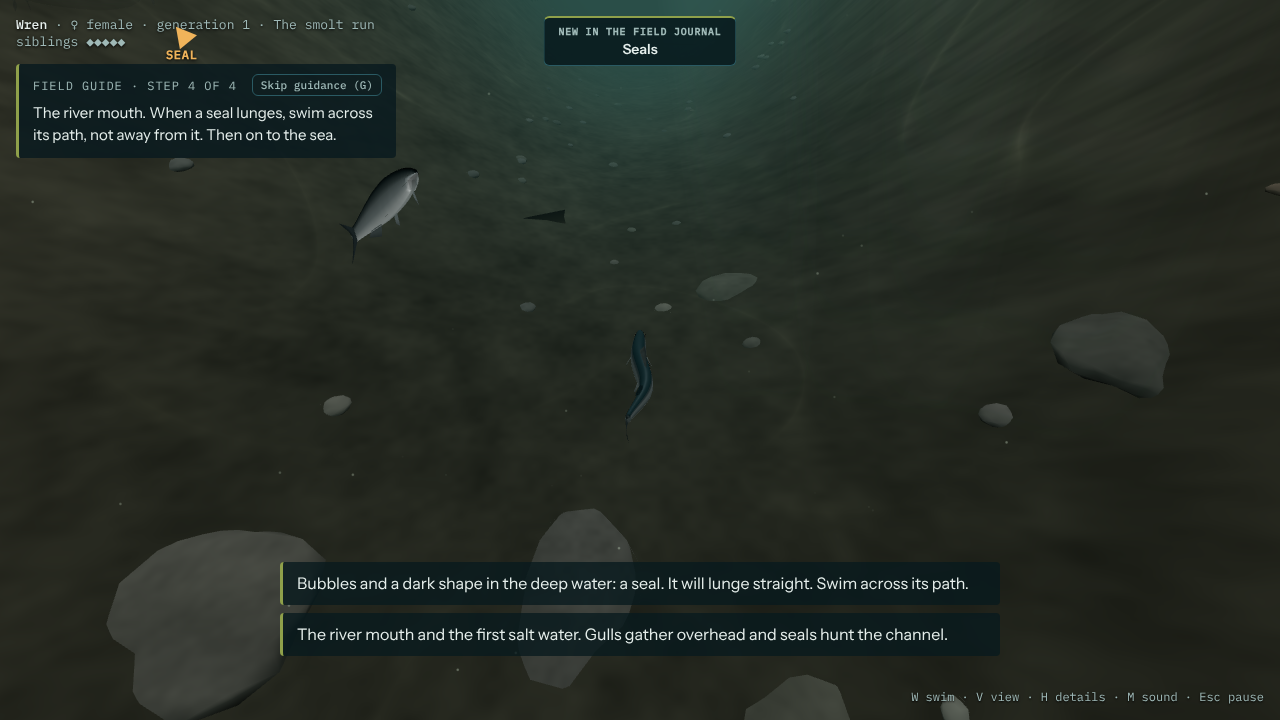 Wren · ♀ female · generation 1 · The smolt run
siblings ◆◆◆◆◆
SEAL
NEW IN THE FIELD JOURNAL
Seals
FIELD GUIDE · STEP 4 OF 4
Skip guidance (G)
The river mouth. When a seal lunges, swim across
its path, not away from it. Then on to the sea.
Bubbles and a dark shape in the deep water: a seal. It will lunge straight. Swim across its path.
The river mouth and the first salt water. Gulls gather overhead and seals hunt the channel.
W swim · V view · H details · M sound · Esc pause